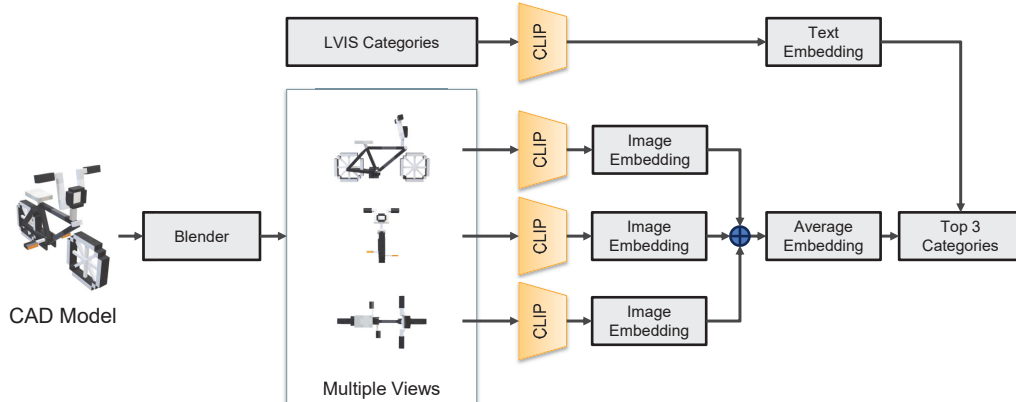 LVIS Categories
CLIP
Text
Embedding
CLIP
Image
Embedding
CAD Model
Blender
CLIP
Image
Embedding
Average
Embedding
Top 3
Categories
CLIP
Image
Embedding
Multiple Views